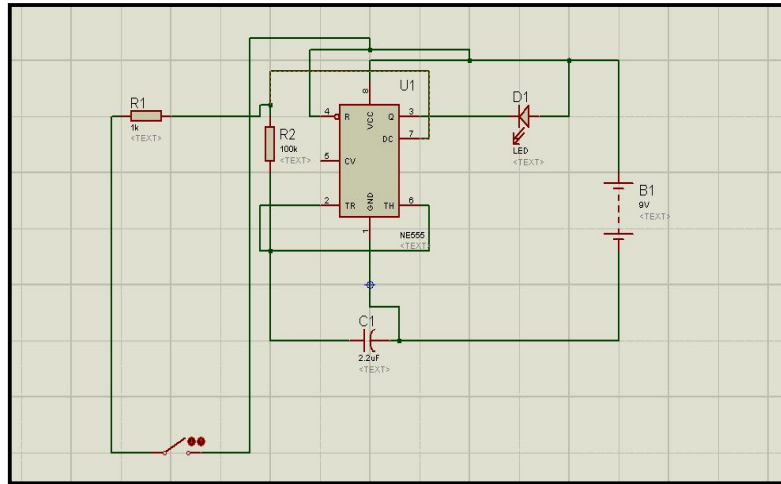 U1
8
VCC
R1
1k
<TEXT>
R2
100k
<TEXT>
4
R
Q
3
DC
7
5
CV
2
TR
GND
TH
6
1
NE555
<TEXT>
D1
LED
<TEXT>
B1
9V
<TEXT>
C1
2.2uF
<TEXT>